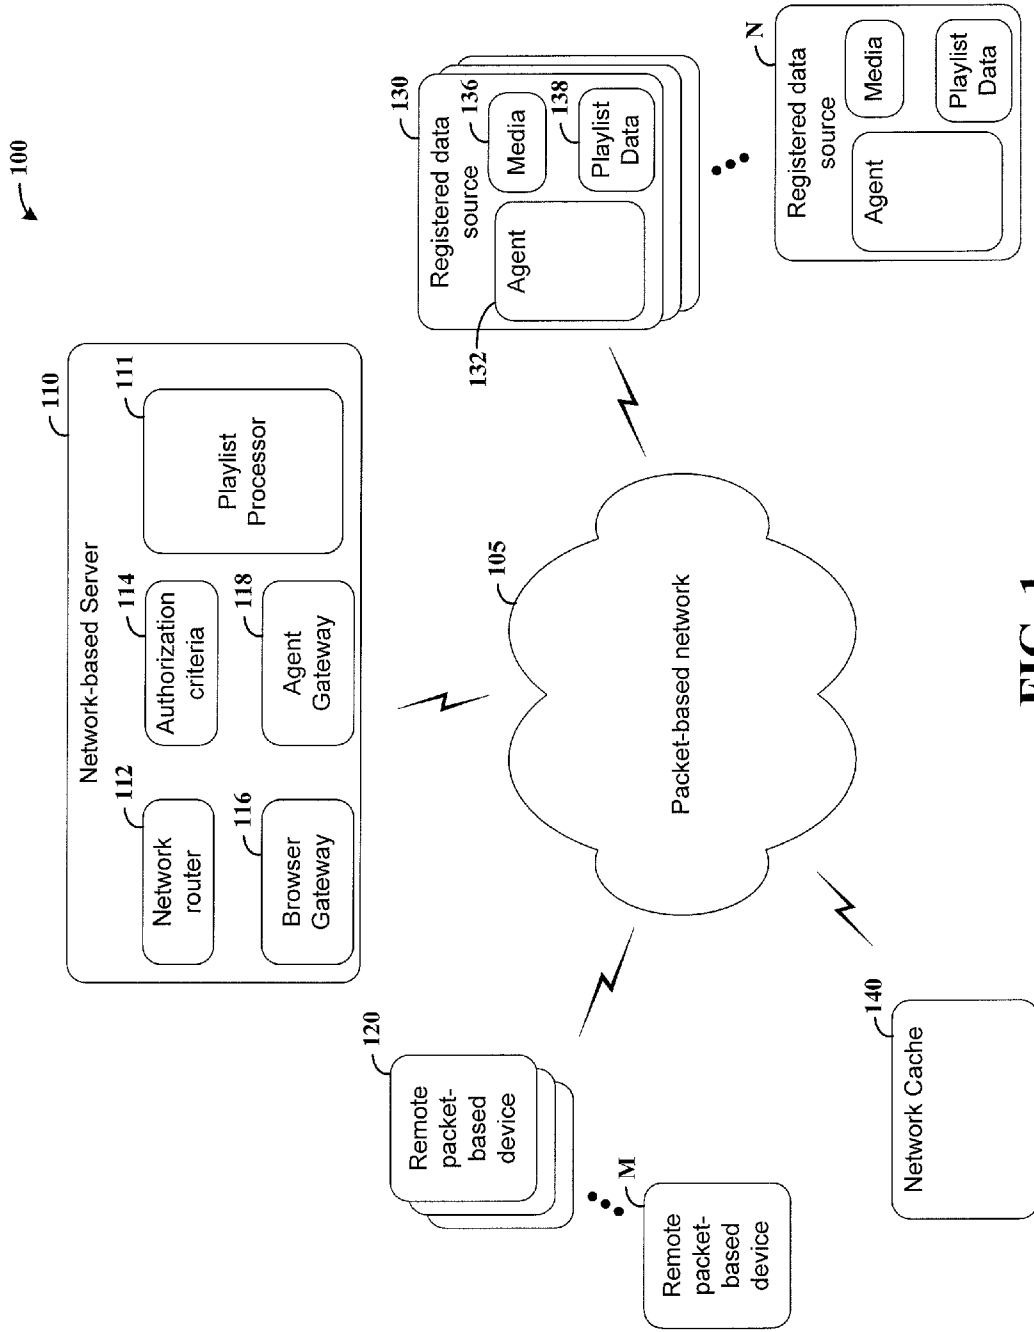 100
110
Network-based Server
112
Network
router
114
Authorization
criteria
111
Playlist
Processor
116
Browser
Gateway
118
Agent
Gateway
120
Remote
packet-
based
device
M
Remote
packet-
based
device
105
Packet-based network
130
Registered data
source
132
Agent
136
Media
138
Playlist
Data
N
Registered data
source
Agent
Media
Playlist
Data
140
Network Cache
FIG. 1